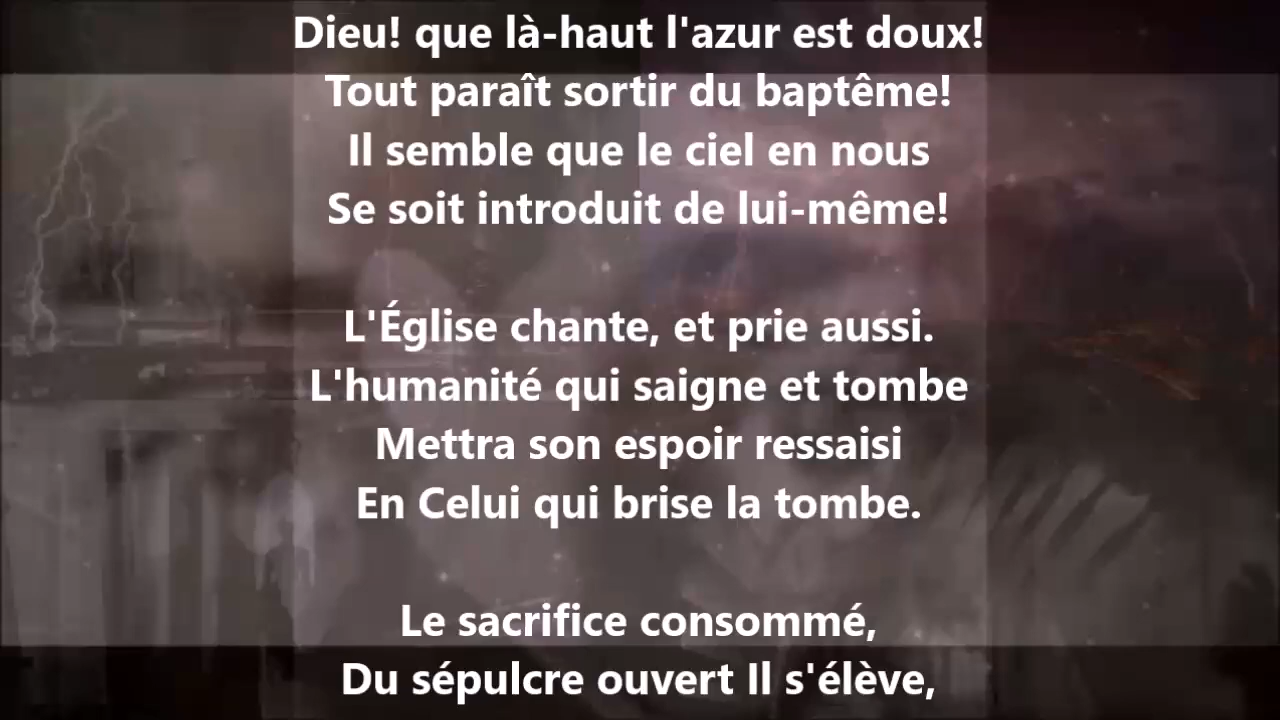 Dieu! que là-haut l'azur est doux!
Tout paraît sortir du baptême!
Il semble que le ciel en nous
Se soit introduit de lui-même!
L'Église chante, et prie aussi.
L'humanité qui saigne et tombe
Mettra son espoir ressaisi
En Celui qui brise la tombe.
Le sacrifice consommé,
Du sépulcre ouvert Il s'élève,